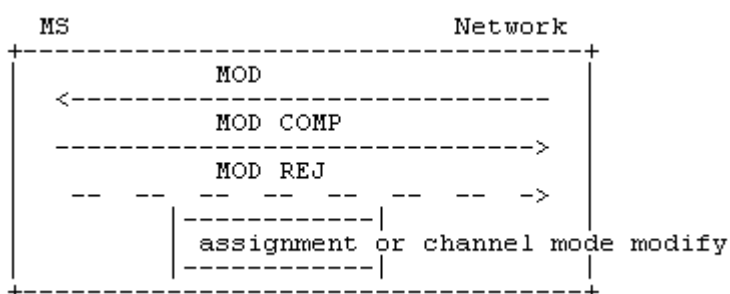 MS Network
MOD
MOD COMP
MOD REJ
assignment or channel mode modify